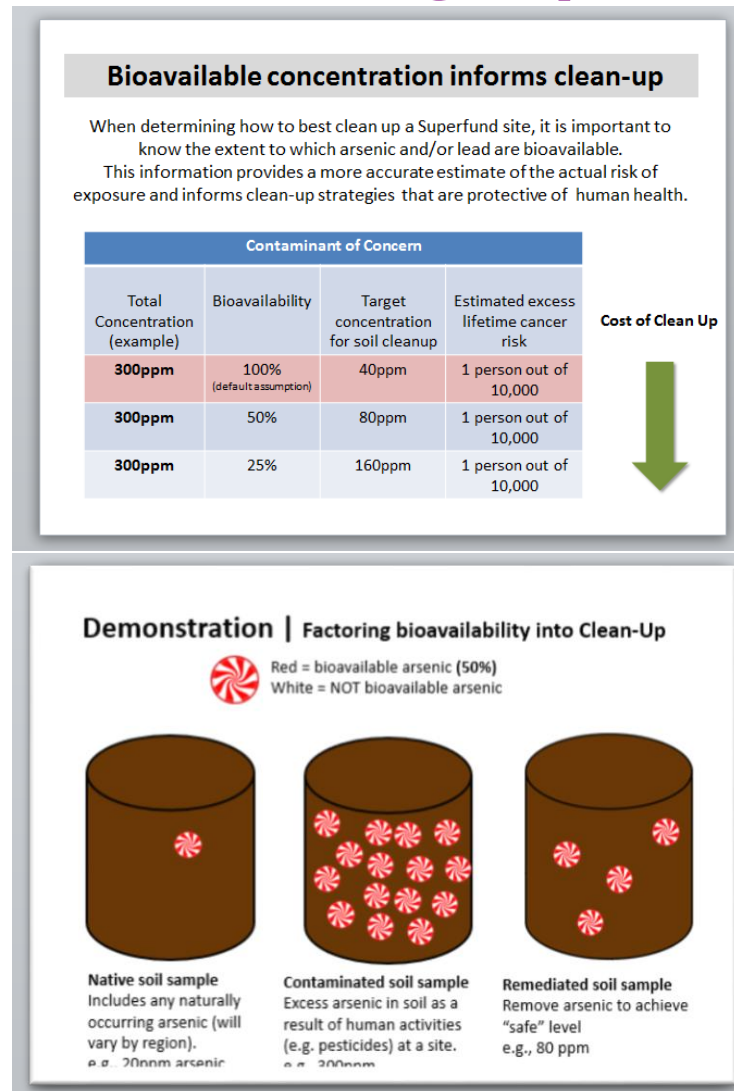 Bioavailable concentration informs clean-up
When determining how to best clean up a Superfund site, it is important to
know the extent to which arsenic and/or lead are bioavailable.
This information provides a more accurate estimate of the actual risk of
exposure and informs clean-up strategies that are protective of human health.
Contaminant of Concern
Total
Concentration
(example)
Bioavailability
Target
concentration
for soil cleanup
Estimated excess
lifetime cancer
risk
Cost of Clean Up
300ppm
100%
(default assumption)
40ppm
1 person out of
10,000
300ppm
50%
80ppm
1 person out of
10,000
300ppm
25%
160ppm
1 person out of
10,000
Demonstration | Factoring bioavailability into Clean-Up
Red = bioavailable arsenic (50%)
White = NOT bioavailable arsenic
Native soil sample
Includes any naturally
occurring arsenic (will
vary by region).
e.g., 20ppm arsenic
Contaminated soil sample
Excess arsenic in soil as a
result of human activities
(e.g. pesticides) at a site.
e.g., 300ppm
Remediated soil sample
Remove arsenic to achieve
"safe" level
e.g., 80 ppm